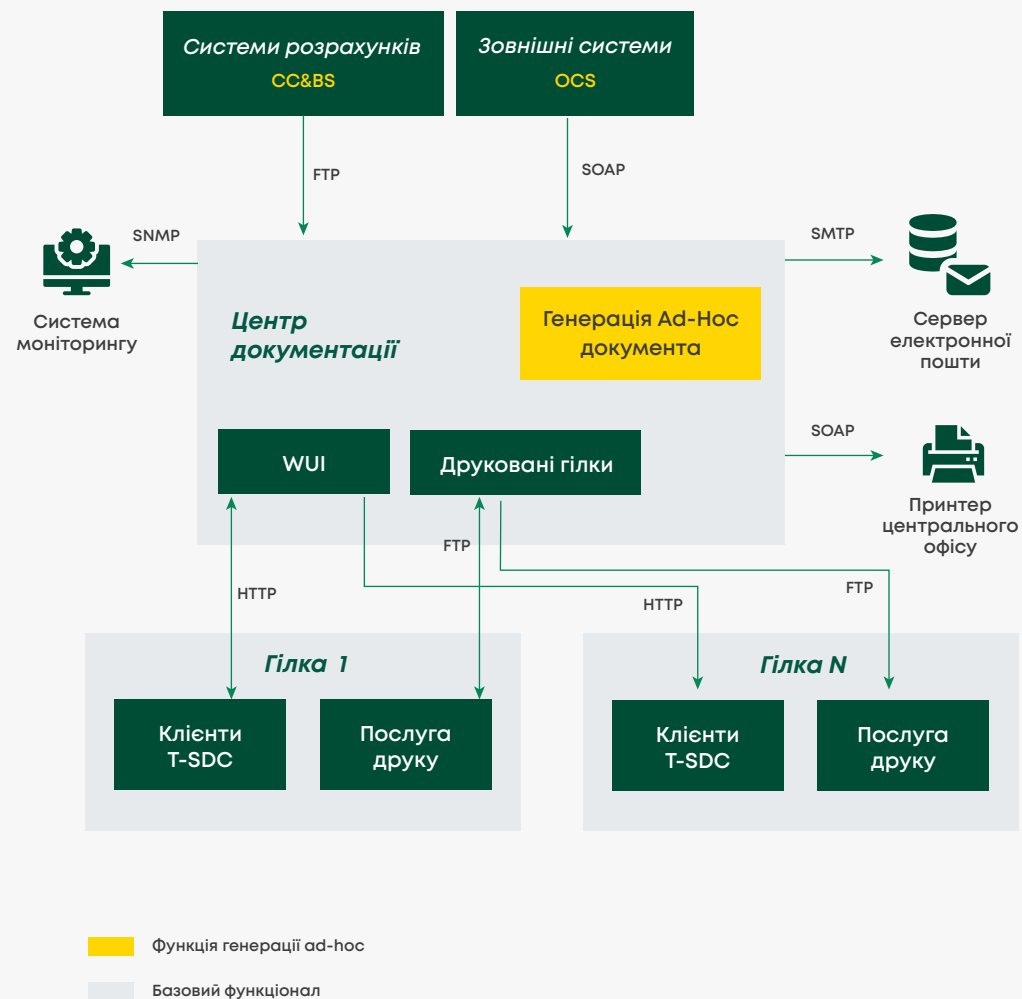 Системи розрахунків
CC&BS
Зовнішні системи
OCS
FTP
SOAP
SNMP
SMTP
Система
моніторингу
Центр
документації
Генерація Ad-Hoc
документа
Сервер
електронної
пошти
WUI
Друковані гілки
SOAP
Принтер
центрального
офісу
FTP
HTTP
HTTP
FTP
Гілка 1
Клієнти
T-SDC
Послуга
друку
Гілка N
Клієнти
T-SDC
Послуга
друку
Функція генерації ad-hoc
Базовий функціонал